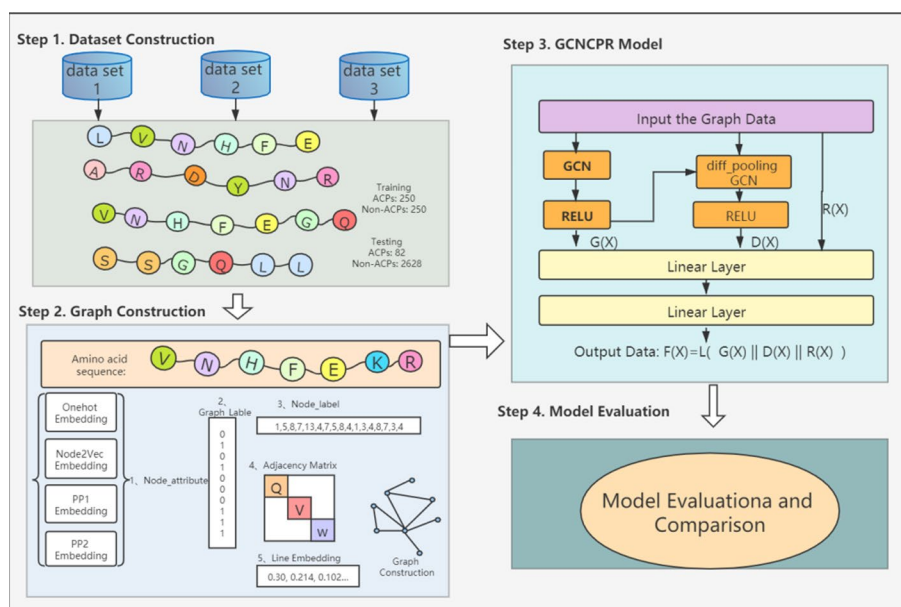 Step 1. Dataset Construction
data set
1
data set
2
data set
3
L V N H F E
A R D Y N R
V N H F E G Q
S S G Q L L
Training
ACPs: 250
Non-ACPs: 250
Testing
ACPs: 82
Non-ACPs: 2628
Step 2. Graph Construction
Amino acid
sequence:
V N H F E K R
Onehot
Embedding
Node2Vec
Embedding
PP1
Embedding
PP2
Embedding
1、Node_attribute
2、
Graph_Lable
0
1
0
1
0
0
0
1
1
1
3、Node_label
1,5,8,7,13,4,7,5,8,4,1,3,4,8,7,3,4
4、Adjacency Matrix
Q
V
w
5、Line Embedding
0.30, 0.214, 0.102...
Graph
Construction
Step 3. GCNCPR Model
Input the Graph Data
GCN
RELU
diff_pooling
GCN
RELU
G(X)
D(X)
R(X)
Linear Layer
Linear Layer
Output Data: F(X)=L( G(X) || D(X) || R(X) )
Step 4. Model Evaluation
Model Evaluationa and
Comparison